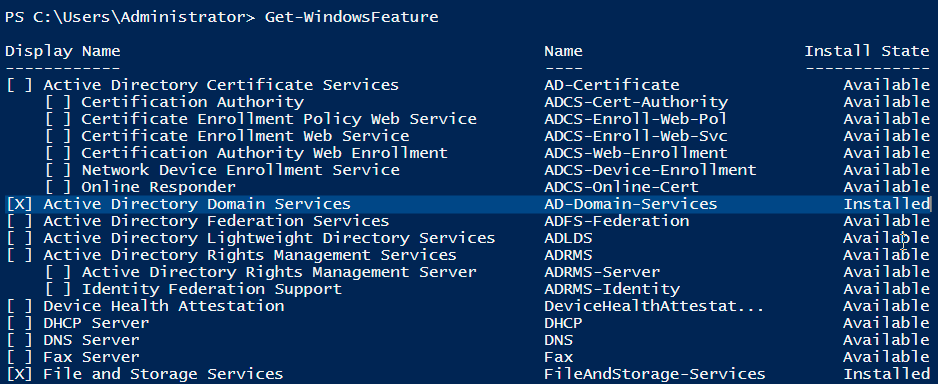 PS C:\Users\Administrator> Get-WindowsFeature
Display Name Name Install State
------------ ---- -------------
[ ] Active Directory Certificate Services AD-Certificate Available
[ ] Certification Authority ADCS-Cert-Authority Available
[ ] Certificate Enrollment Policy Web Service ADCS-Enroll-Web-Pol Available
[ ] Certificate Enrollment Web Service ADCS-Enroll-Web-Svc Available
[ ] Certification Authority Web Enrollment ADCS-Web-Enrollment Available
[ ] Network Device Enrollment Service ADCS-Device-Enrollment Available
[ ] Online Responder ADCS-Online-Cert Available
[X] Active Directory Domain Services AD-Domain-Services Installed
[ ] Active Directory Federation Services ADFS-Federation Available
[ ] Active Directory Lightweight Directory Services ADLDS Available
[ ] Active Directory Rights Management Services ADRMS Available
[ ] Active Directory Rights Management Server ADRMS-Server Available
[ ] Identity Federation Support ADRMS-Identity Available
[ ] Device Health Attestation DeviceHealthAttestat... Available
[ ] DHCP Server DHCP Available
[ ] DNS Server DNS Available
[ ] Fax Server Fax Available
[X] File and Storage Services FileAndStorage-Services Installed